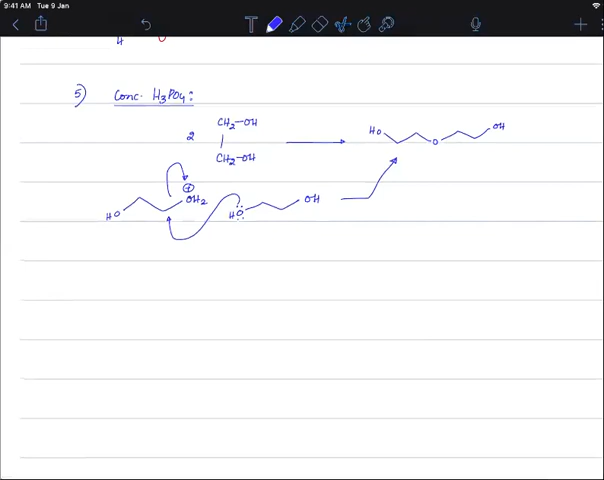 9:41 AM Tue 9 Jan
5) Conc. H3PO4:
2 CH2-OH
CH2-OH
HO O OH
HO OH2 HO OH